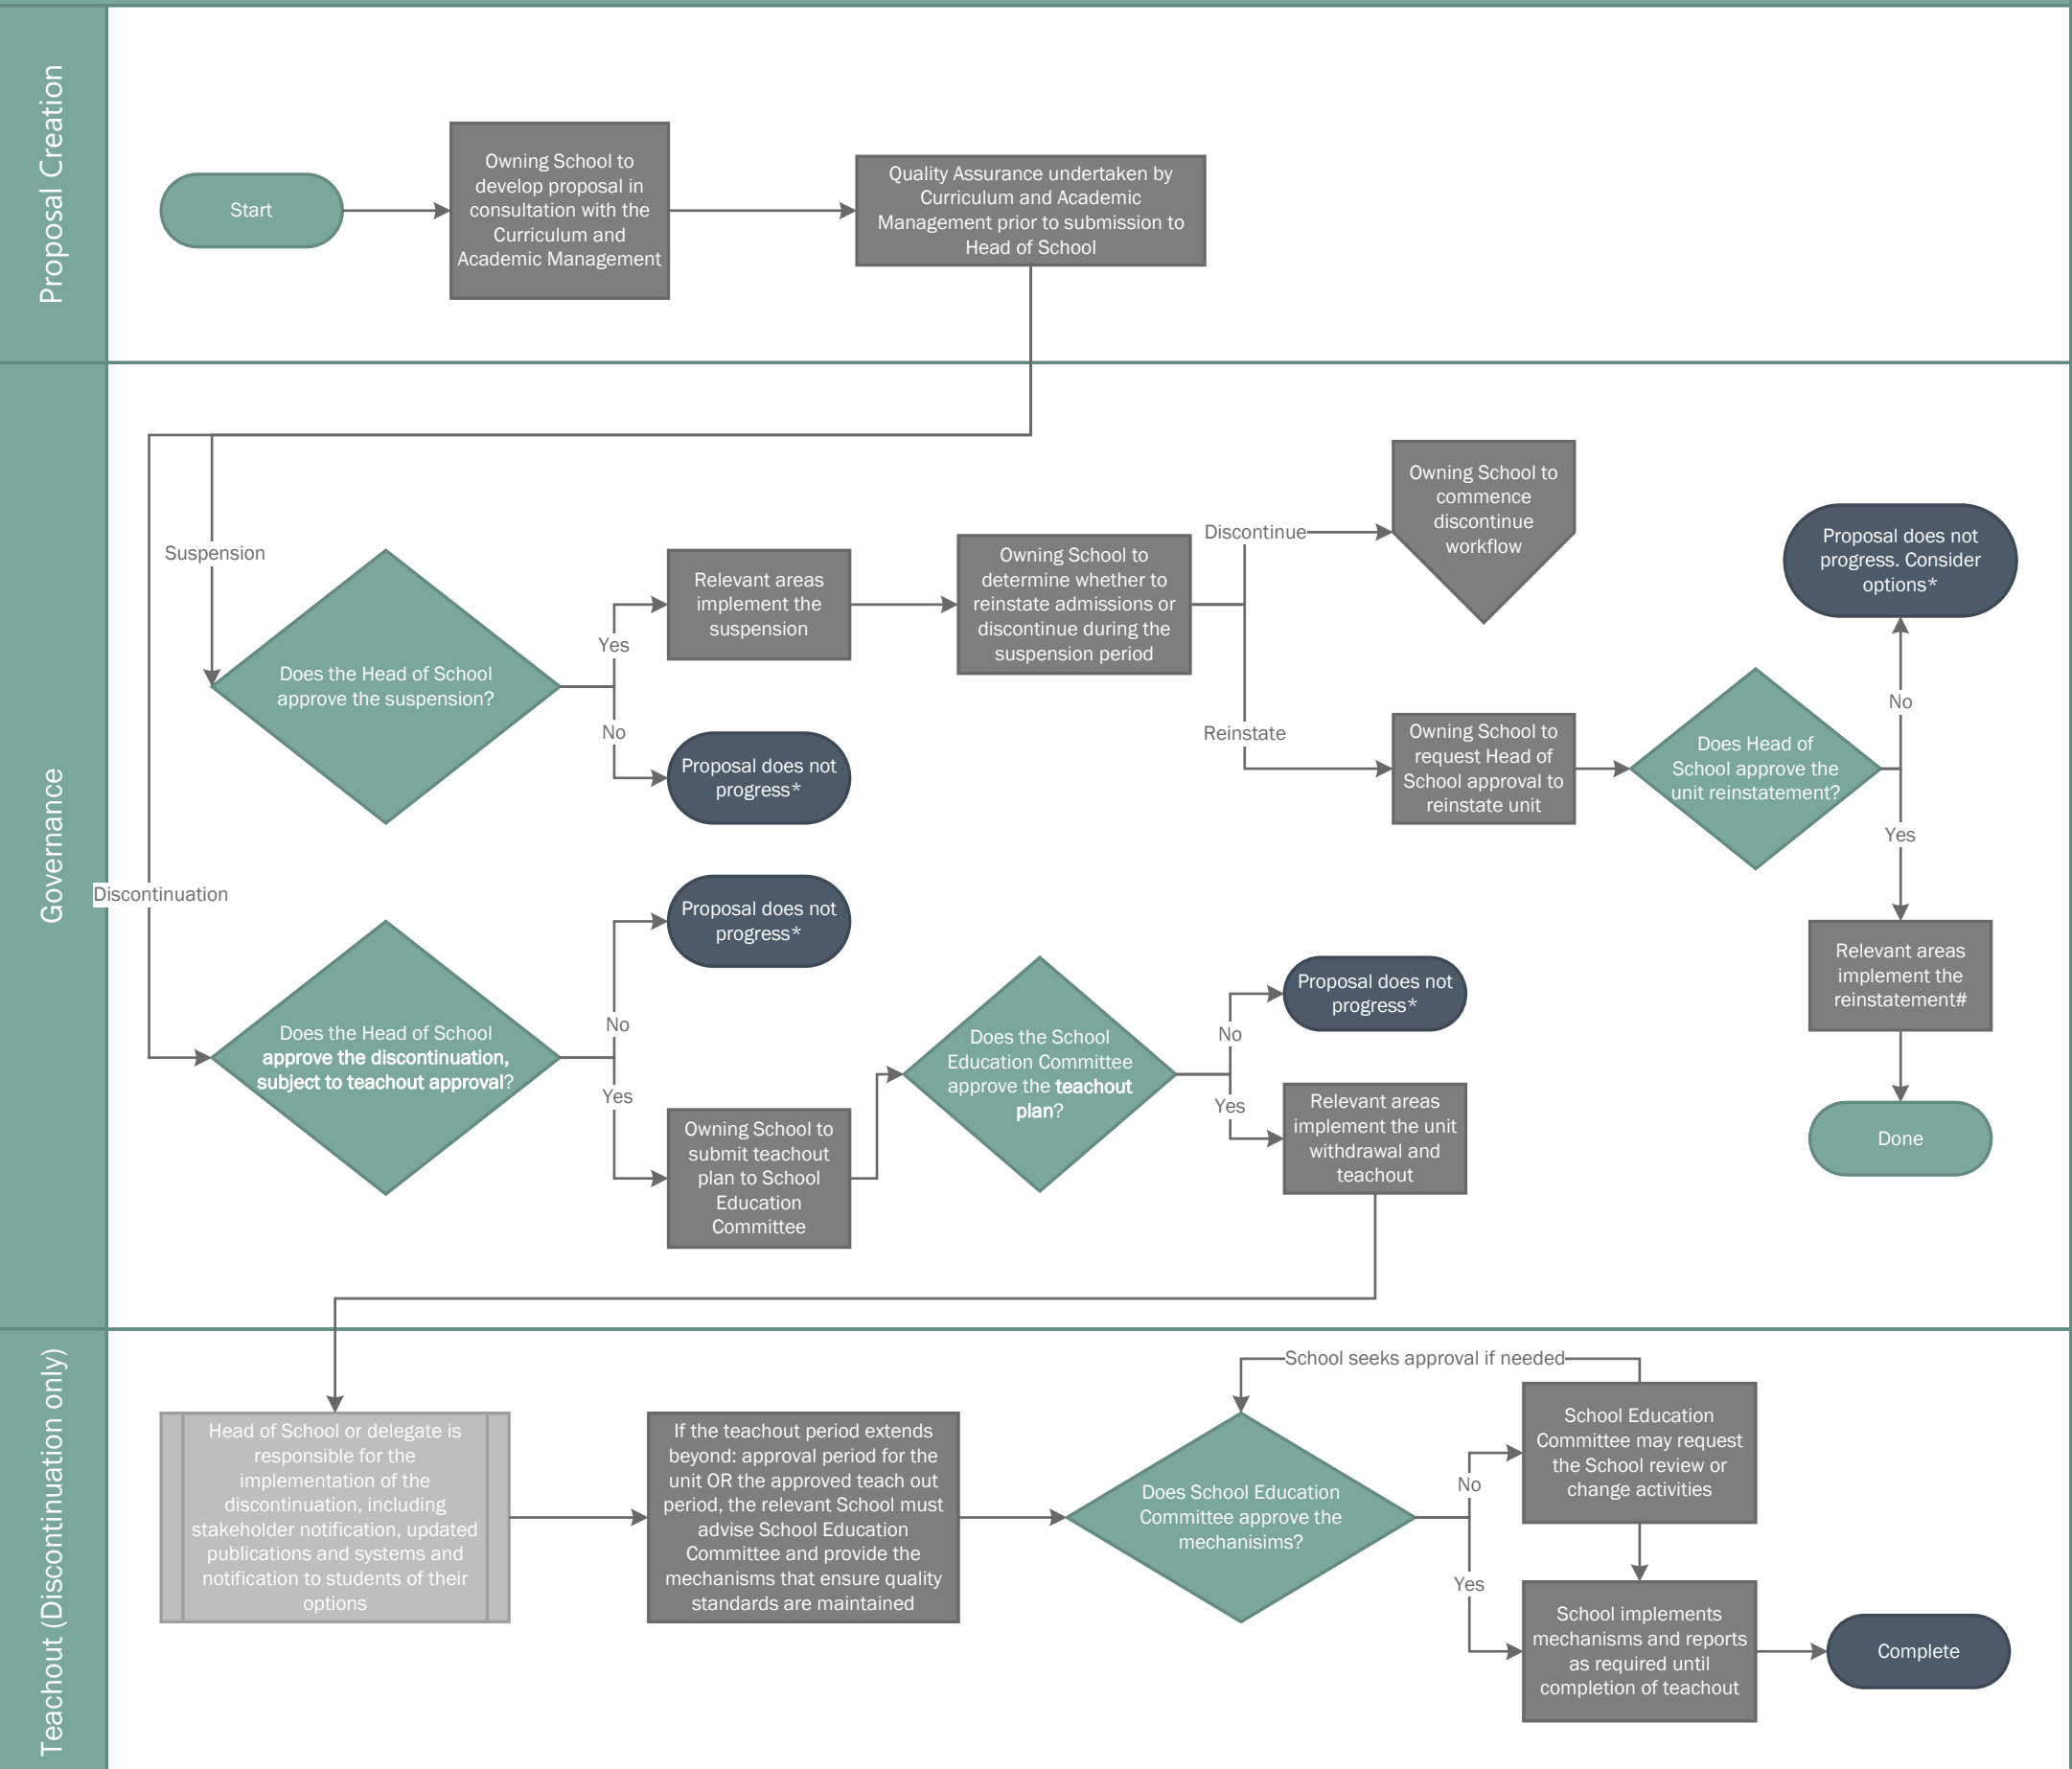 Proposal Creation
Start
Owning School to
develop proposal in
consultation with the
Curriculum and
Academic Management
Quality Assurance undertaken by
Curriculum and Academic
Management prior to submission to
Head of School
Governance
Suspension
Does the Head of School
approve the suspension?
Yes
No
Relevant areas
implement the
suspension
Proposal does not
progress*
Owning School to
determine whether to
reinstate admissions or
discontinue during the
suspension period
Discontinue
Reinstate
Owning School to
commence
discontinue
workflow
Owning School to
request Head of
School approval to
reinstate unit
Does Head of
School approve the
unit reinstatement?
No
Yes
Proposal does not
progress. Consider
options*
Relevant areas
implement the
reinstatement#
Done
Discontinuation
Does the Head of School
approve the discontinuation,
subject to teachout approval?
No
Yes
Proposal does not
progress*
Owning School to
submit teachout
plan to School
Education
Committee
Does the School
Education Committee
approve the teachout
plan?
No
Yes
Proposal does not
progress*
Relevant areas
implement the unit
withdrawal and
teachout
Teachout (Discontinuation only)
Head of School or delegate is
responsible for the
implementation of the
discontinuation, including
stakeholder notification, updated
publications and systems and
notification to students of their
options
If the teachout period extends
beyond: approval period for the
unit OR the approved teach out
period, the relevant School must
advise School Education
Committee and provide the
mechanisms that ensure quality
standards are maintained
Does School Education
Committee approve the
mechanisims?
School seeks approval if needed
No
Yes
School Education
Committee may request
the School review or
change activities
School implements
mechanisms and reports
as required until
completion of teachout
Complete